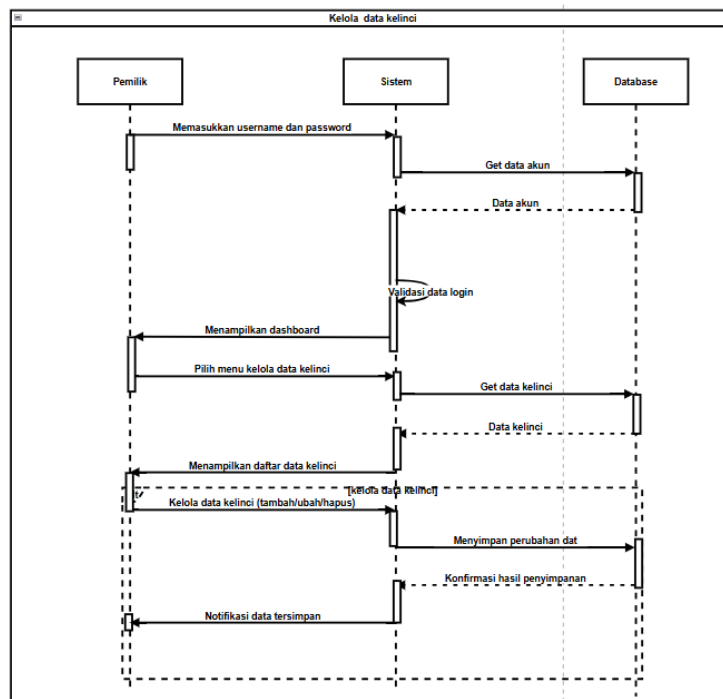 Kelola data kelinci
Pemilik
Sistem
Database
Memasukkan username dan password
Get data akun
Data akun
Validasi data login
Menampilkan dashboard
Pilih menu kelola data kelinci
Get data kelinci
Data kelinci
Menampilkan daftar data kelinci
[kelola data kelinci]
Kelola data kelinci (tambah/ubah/hapus)
Menyimpan perubahan dat
Konfirmasi hasil penyimpanan
Notifikasi data tersimpan